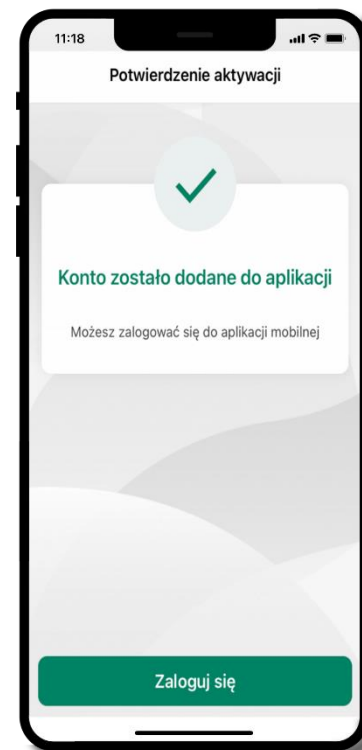 11:18
Potwierdzenie aktywacji
Konto zostało dodane do aplikacji
Możesz zalogować się do aplikacji mobilnej
Zaloguj się